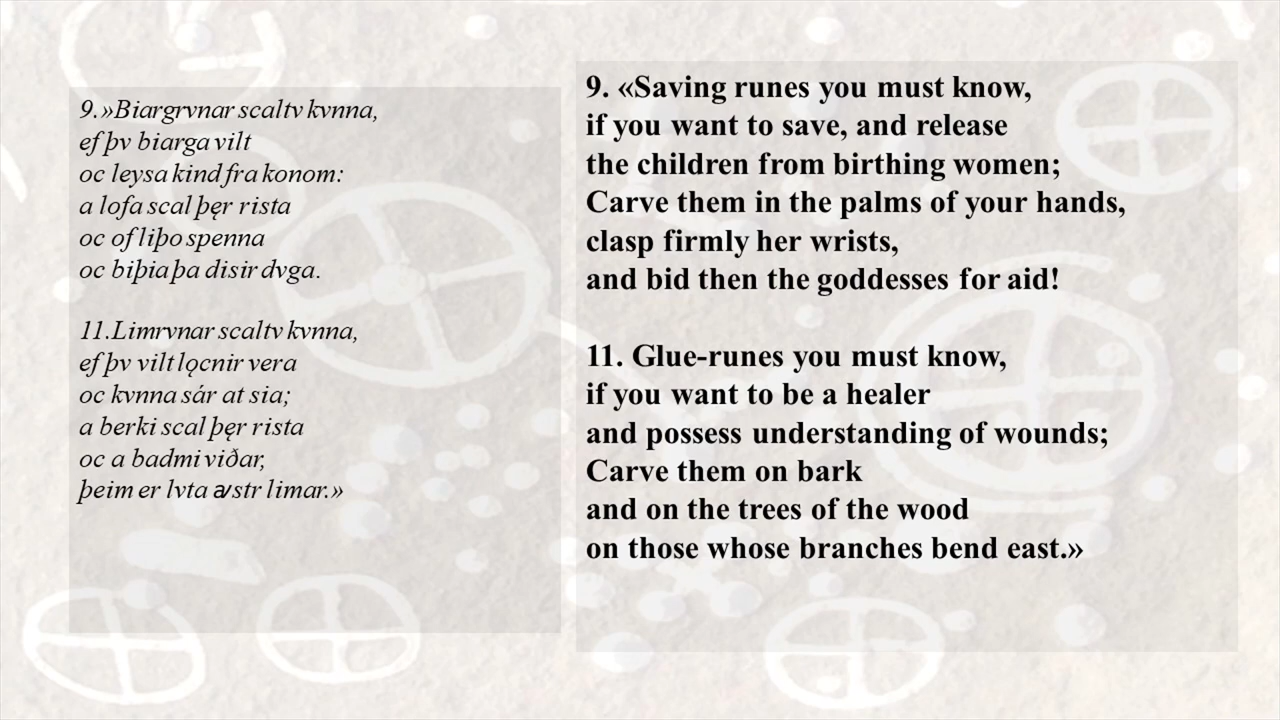 9.»Biargrvnar scaltv kvnna,
ef þv biarga vilt
oc leysa kind fra konom:
a lofa scal þęr rista
oc of liþo spenna
oc biþia þa disir dvga.
11.Limrvnar scaltv kvnna,
ef þv vilt lǫcnir vera
oc kvnna sár at sia;
a berki scal þęr rista
oc a badmi viðar,
þeim er lvta ꜹstr limar.»
9. «Saving runes you must know,
if you want to save, and release
the children from birthing women;
Carve them in the palms of your hands,
clasp firmly her wrists,
and bid then the goddesses for aid!
11. Glue-runes you must know,
if you want to be a healer
and possess understanding of wounds;
Carve them on bark
and on the trees of the wood
on those whose branches bend east.»